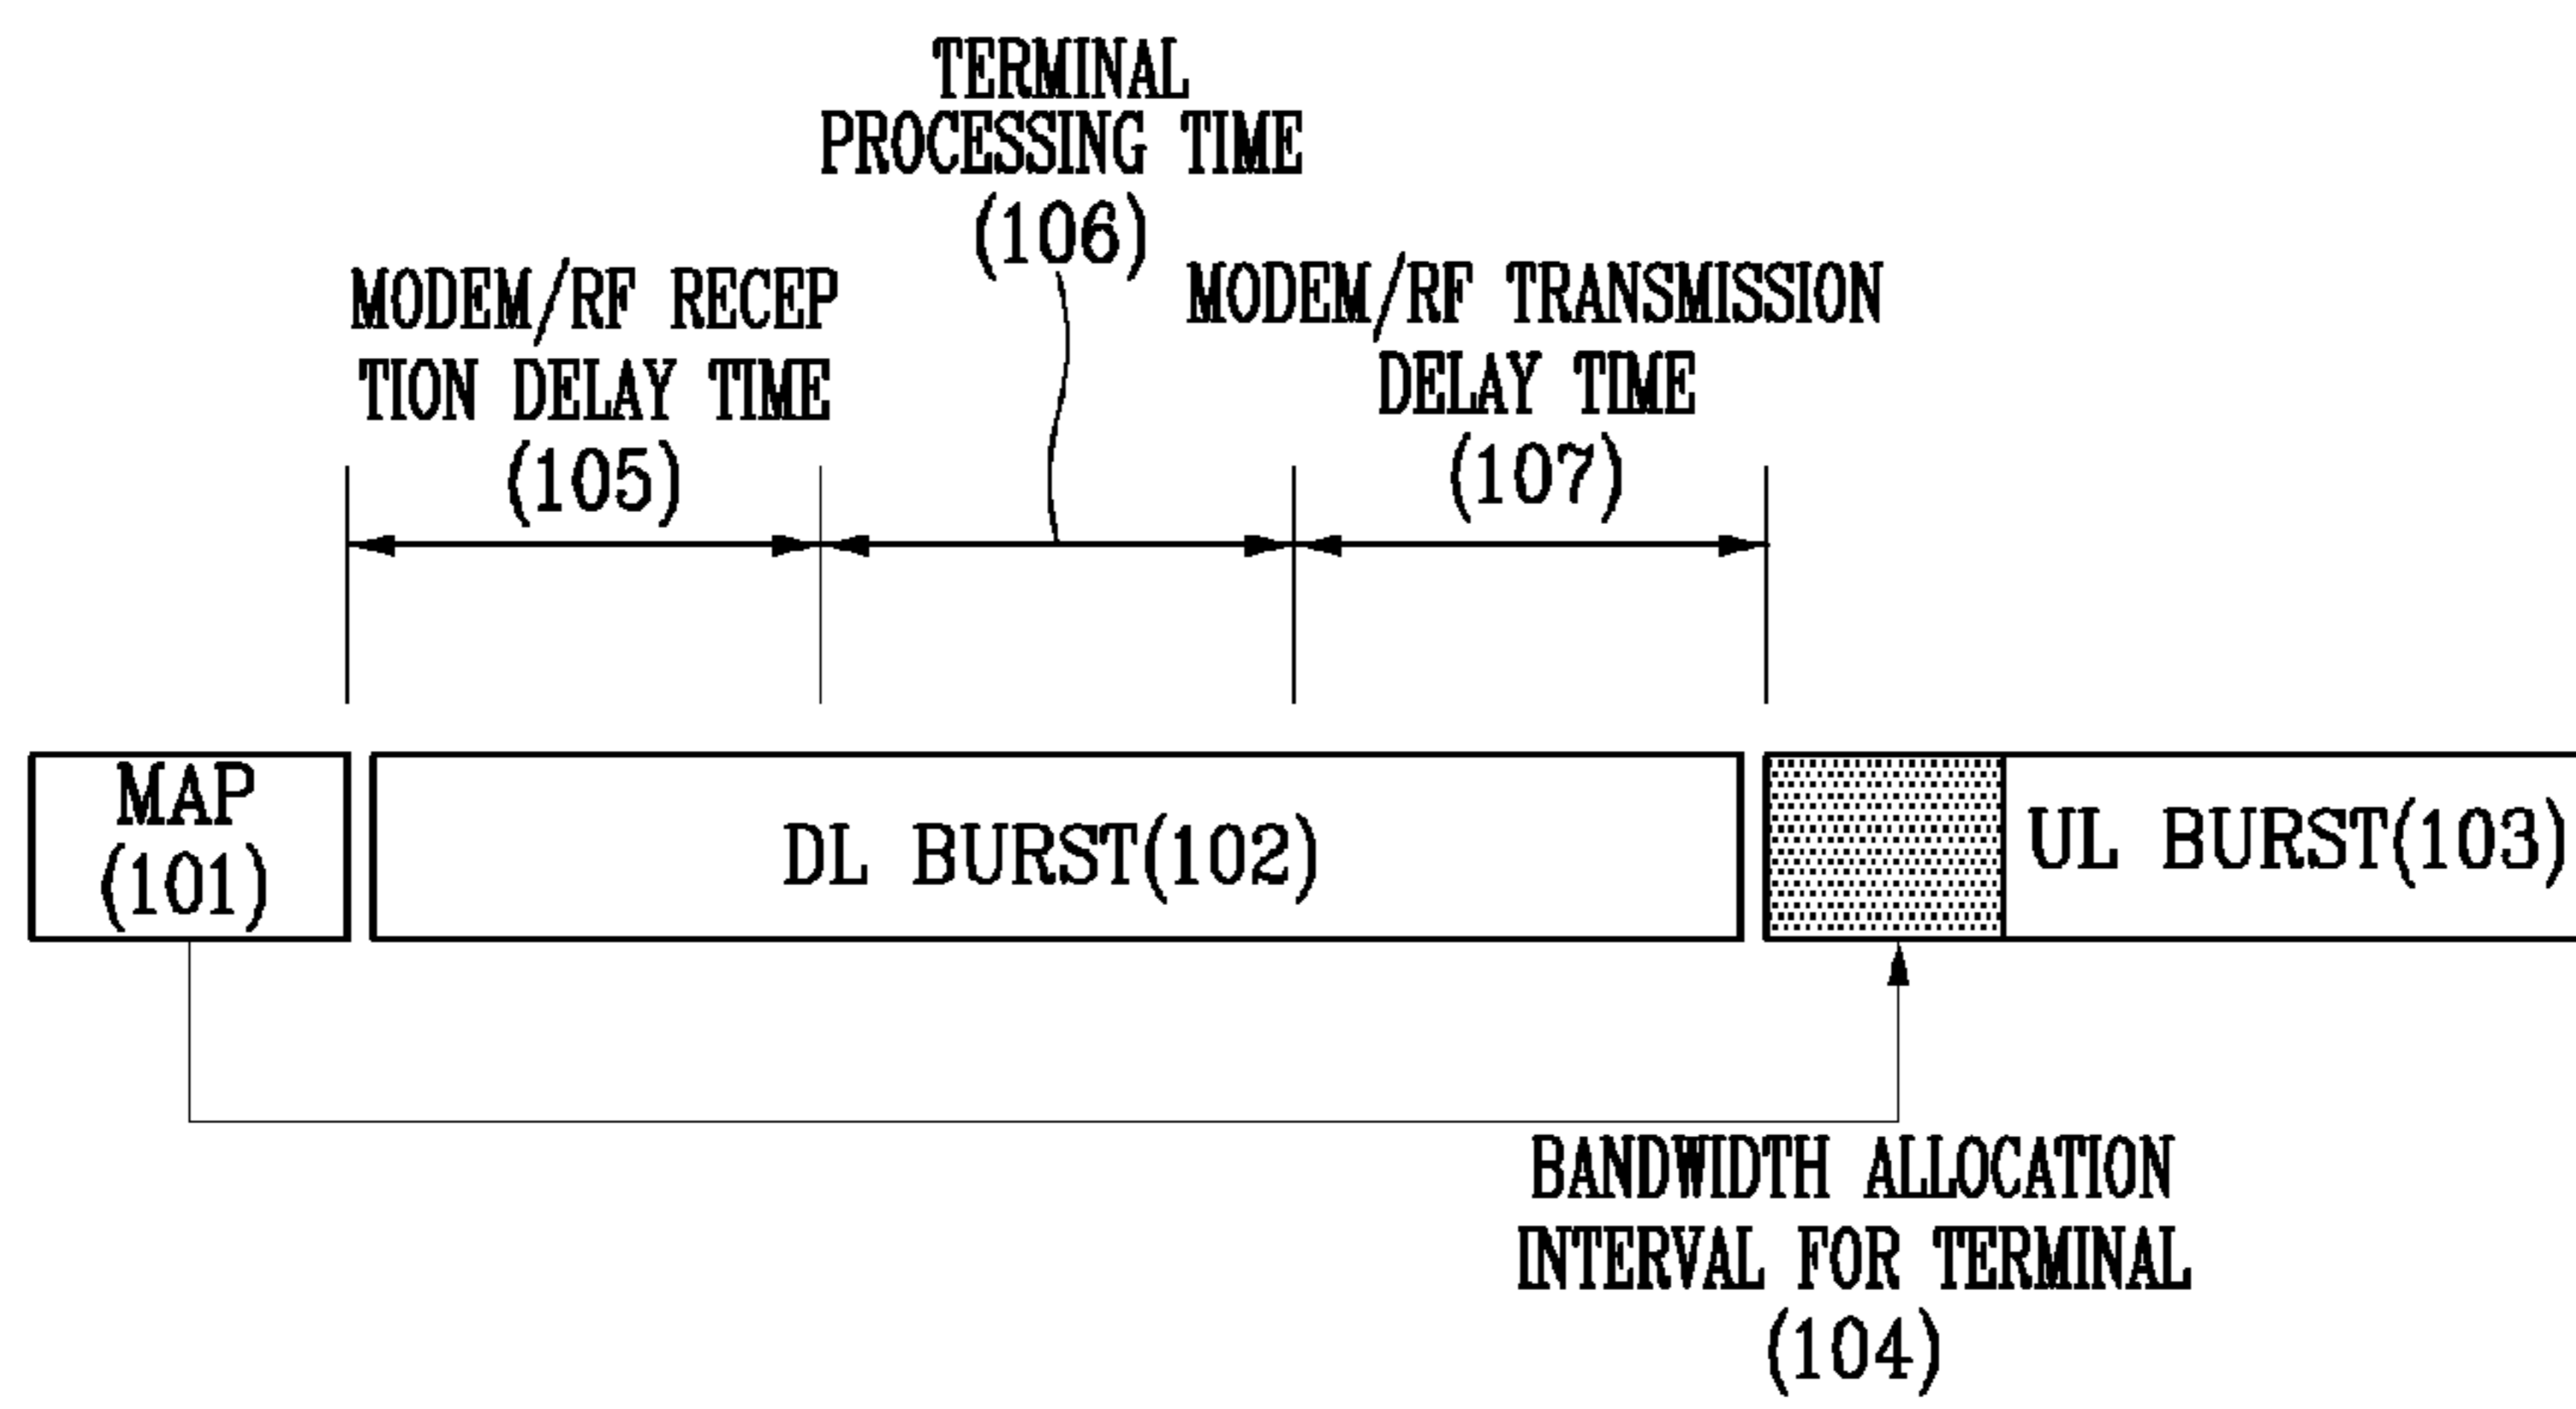 TERMINAL
PROCESSING TIME
(106)
MODEM/RF RECEP
TION DELAY TIME
(105)
MODEM/RF TRANSMISSION
DELAY TIME
(107)
MAP
(101)
DL BURST(102)
UL BURST(103)
BANDWIDTH ALLOCATION
INTERVAL FOR TERMINAL
(104)